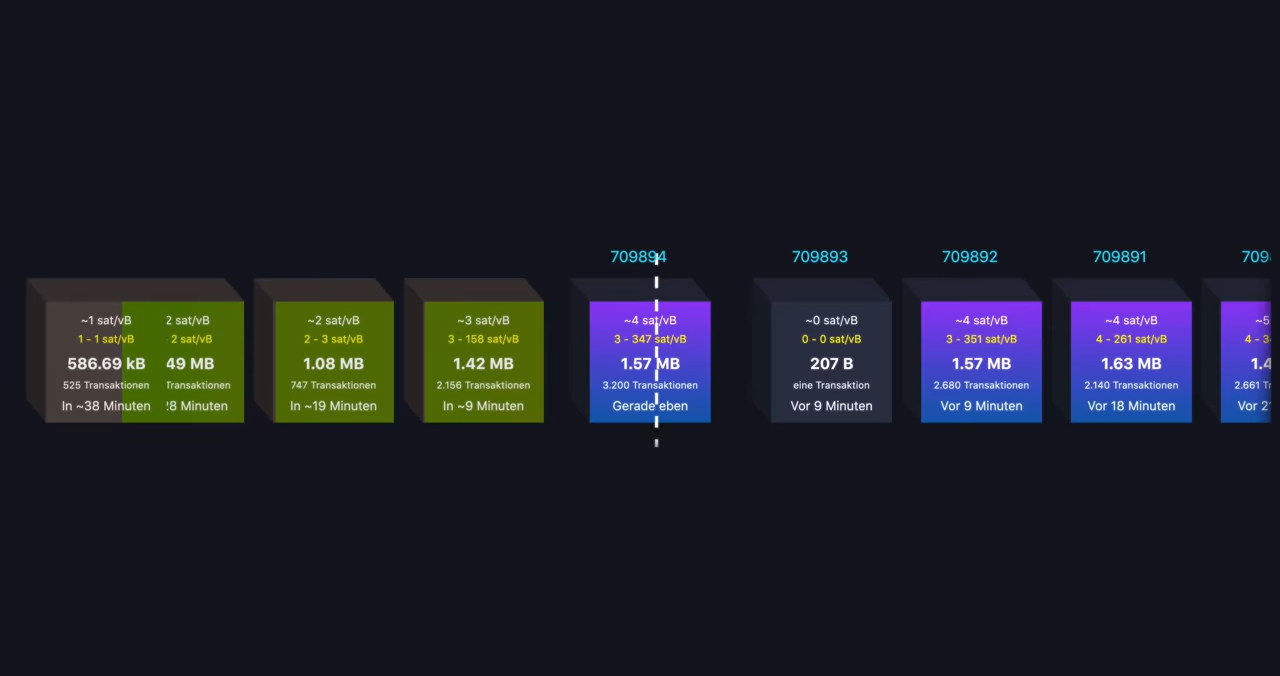 709894
709893
709892
709891
~1 sat/vB
1 - 1 sat/vB
586.69 kB
525 Transaktionen
In ~38 Minuten
2 sat/vB
2 sat/vB
49 MB
Transaktionen
Minuten
~2 sat/vB
2 - 3 sat/vB
1.08 MB
747 Transaktionen
In ~19 Minuten
~3 sat/vB
3 - 158 sat/vB
1.42 MB
2.156 Transaktionen
In ~9 Minuten
~4 sat/vB
3 - 347 sat/vB
1.57 MB
3.200 Transaktionen
Gerade eben
~0 sat/vB
0 - 0 sat/vB
207 B
eine Transaktion
Vor 9 Minuten
~4 sat/vB
3 - 351 sat/vB
1.57 MB
2.680 Transaktionen
Vor 9 Minuten
~4 sat/vB
4 - 261 sat/vB
1.63 MB
2.140 Transaktionen
Vor 18 Minuten
~5
2.661
Vor